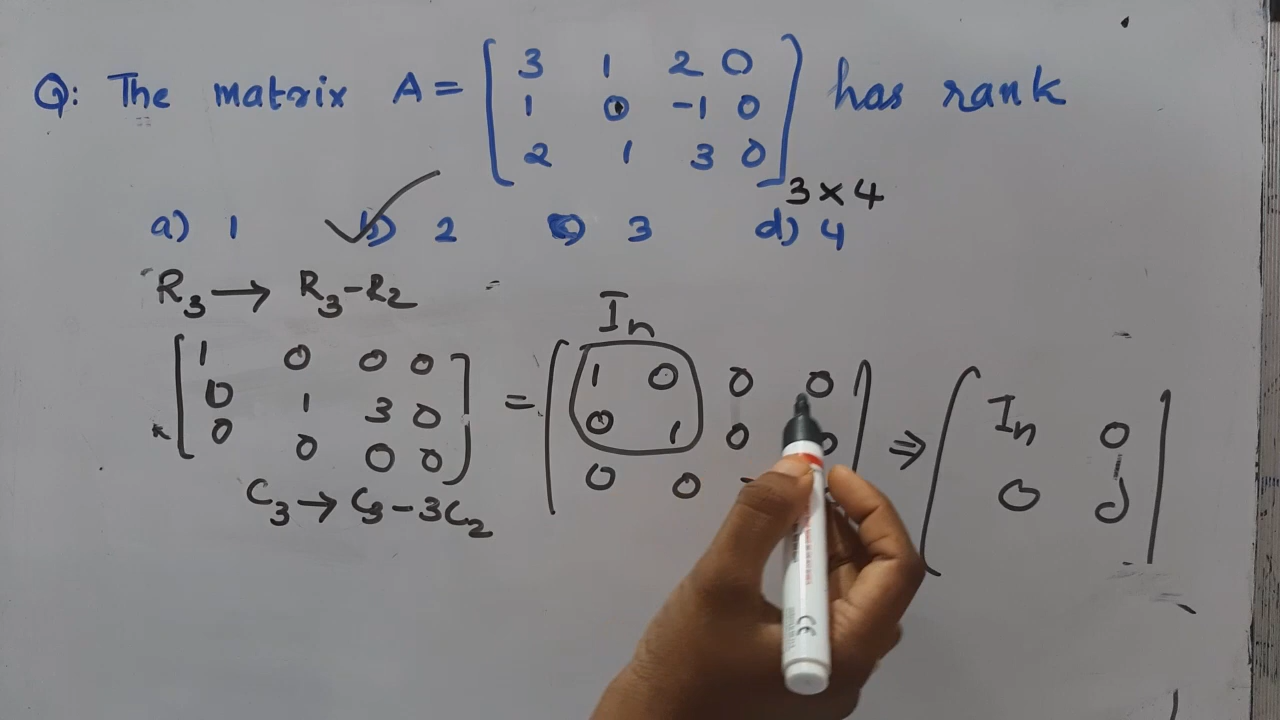 Q: The matrix A = [ 3 1 2 0 ] has rank
1 0 -1 0
2 1 3 0
3 × 4
a) 1 b) 2 c) 3 d) 4
R3 → R3-R2
In
[ 1 0 0 0 ] = [ 1 0 0 0 ] ⇒ [ In 0 ]
0 1 3 0 0 1 0 0 0 0
0 0 0 0 0 0
C3 → C3-3C2
CE